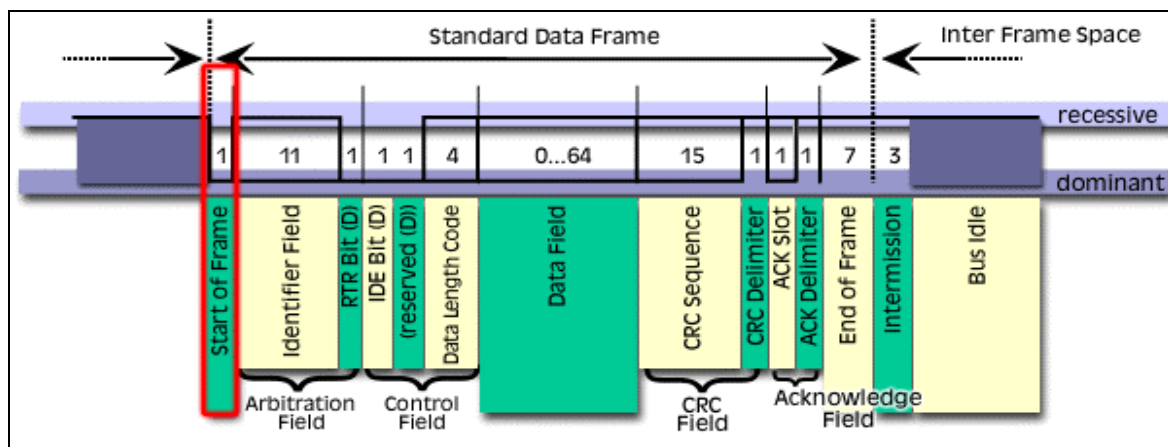 Standard Data Frame
Inter Frame Space
recessive
1 11 1 1 1 4 0...64 15 1 1 1 7 3
dominant
Start of Frame
Identifier Field
RTR Bit (D)
IDE Bit (D)
(reserved (D))
Data Length Code
Data Field
CRC Sequence
CRC Delimiter
ACK Slot
ACK Delimiter
End of Frame
Intermission
Bus Idle
Arbitration
Field
Control
Field
CRC
Field
Acknowledge
Field